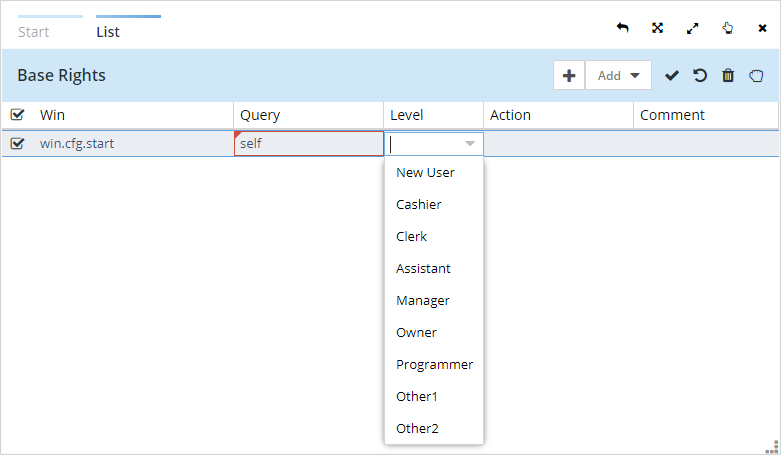 Start List
Base Rights Add
Win Query Level Action Comment
win.cfg.start self
New User
Cashier
Clerk
Assistant
Manager
Owner
Programmer
Other1
Other2